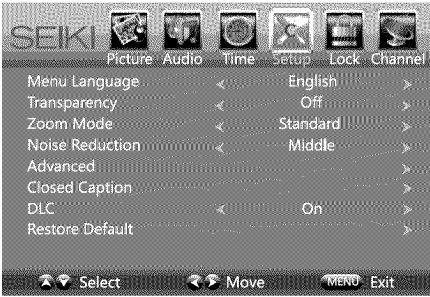 SEIKI
Picture Audio Time Setup Lock Channel
Menu Language English
Transparency Off
Zoom Mode Standard
Noise Reduction Middle
Advanced
Closed Caption
DLC On
Restore Default
Select Move MENU Exit